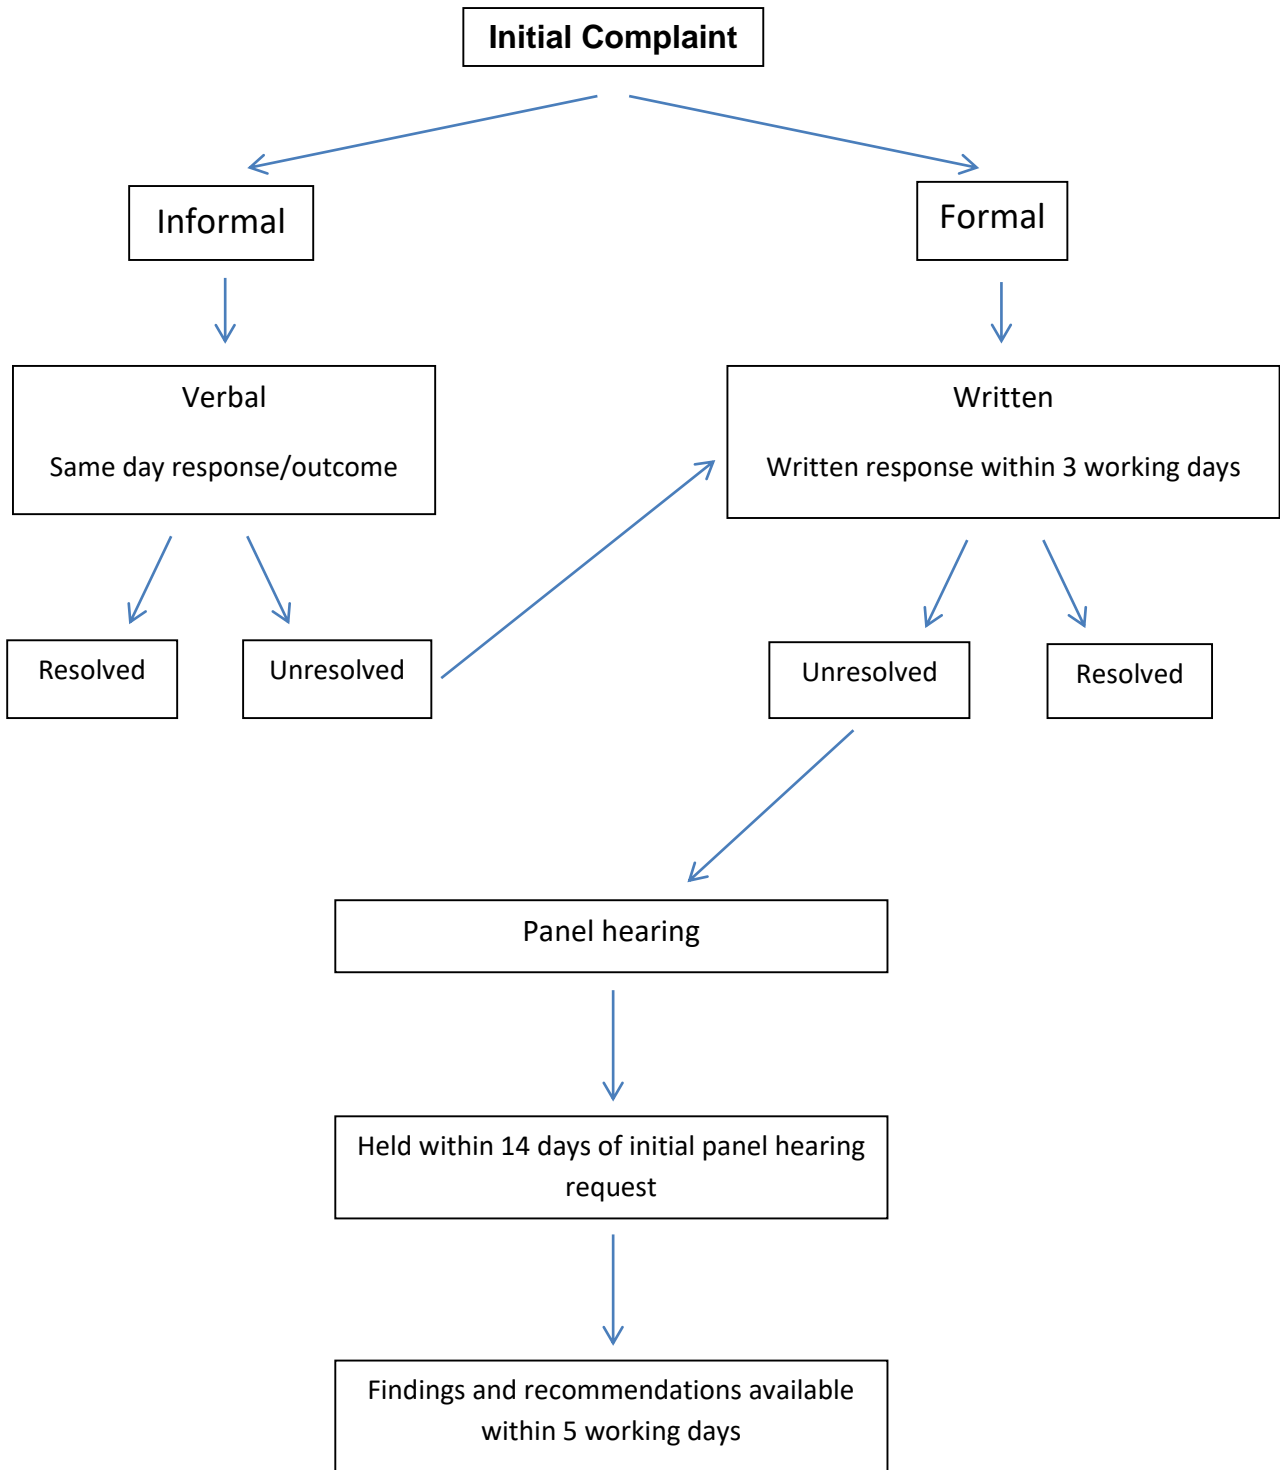 Initial Complaint
Informal
Formal
Verbal
Same day response/outcome
Written
Written response within 3 working days
Resolved
Unresolved
Unresolved
Resolved
Panel hearing
Held within 14 days of initial panel hearing
request
Findings and recommendations available
within 5 working days